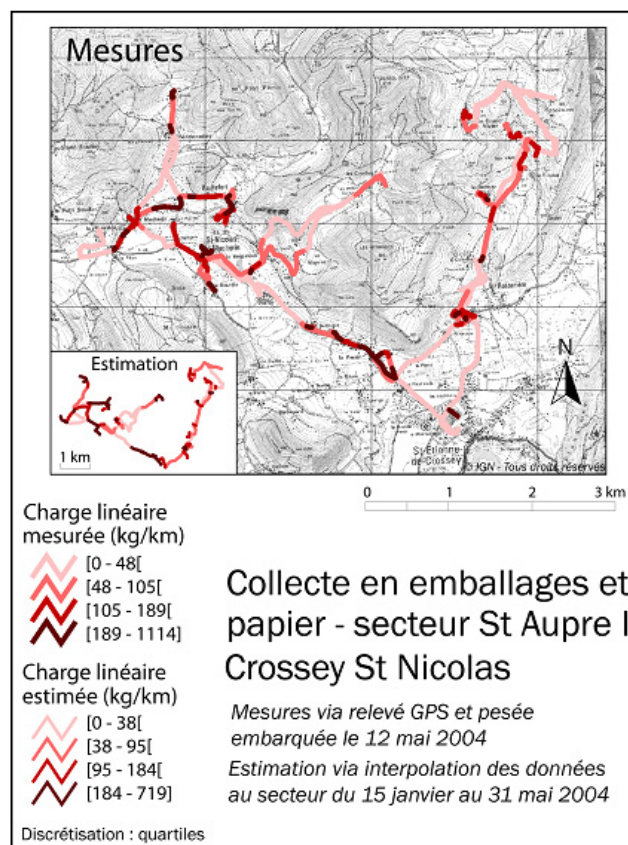 Mesures
Estimation
1 km
N
St-Etienne-
de-Crossey
© IGN - Tous droits réservés
0 1 2 3 km
Charge linéaire
mesurée (kg/km)
[0 - 48[
[48 - 105[
[105 - 189[
[189 - 1114]
Charge linéaire
estimée (kg/km)
[0 - 38[
[38 - 95[
[95 - 184[
[184 - 719]
Discrétisation : quartiles
Collecte en emballages et
papier - secteur St Aupre I
Crossey St Nicolas
Mesures via relevé GPS et pesée
embarquée le 12 mai 2004
Estimation via interpolation des données
au secteur du 15 janvier au 31 mai 2004